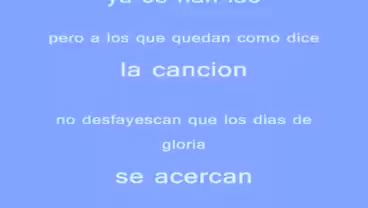 pero a los que quedan como dice
la cancion
no desfayescan que los dias de
gloria
se acercan